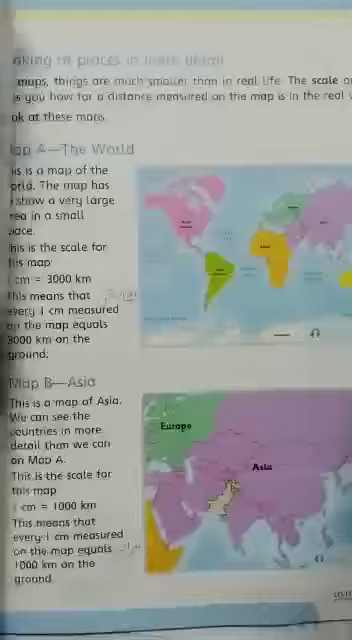 king at places in more detail
maps, things are much smaller than in real life. The scale
s you how far a distance measured on the map is in the real
ok at these maps.
ap A—The World
is is a map of the
orld. The map has
show a very large
rea in a small
pace.
his is the scale for
his map
cm = 3000 km
This means that
every 1 cm measured
on the map equals
3000 km on the
ground.
Map B—Asia
This is a map of Asia.
We can see the
countries in more
detail than we can
on Map A.
This is the scale for
this map
1 cm = 1000 km
This means that
every 1 cm measured
on the map equals
1000 km on the
ground.
Europe
Asia